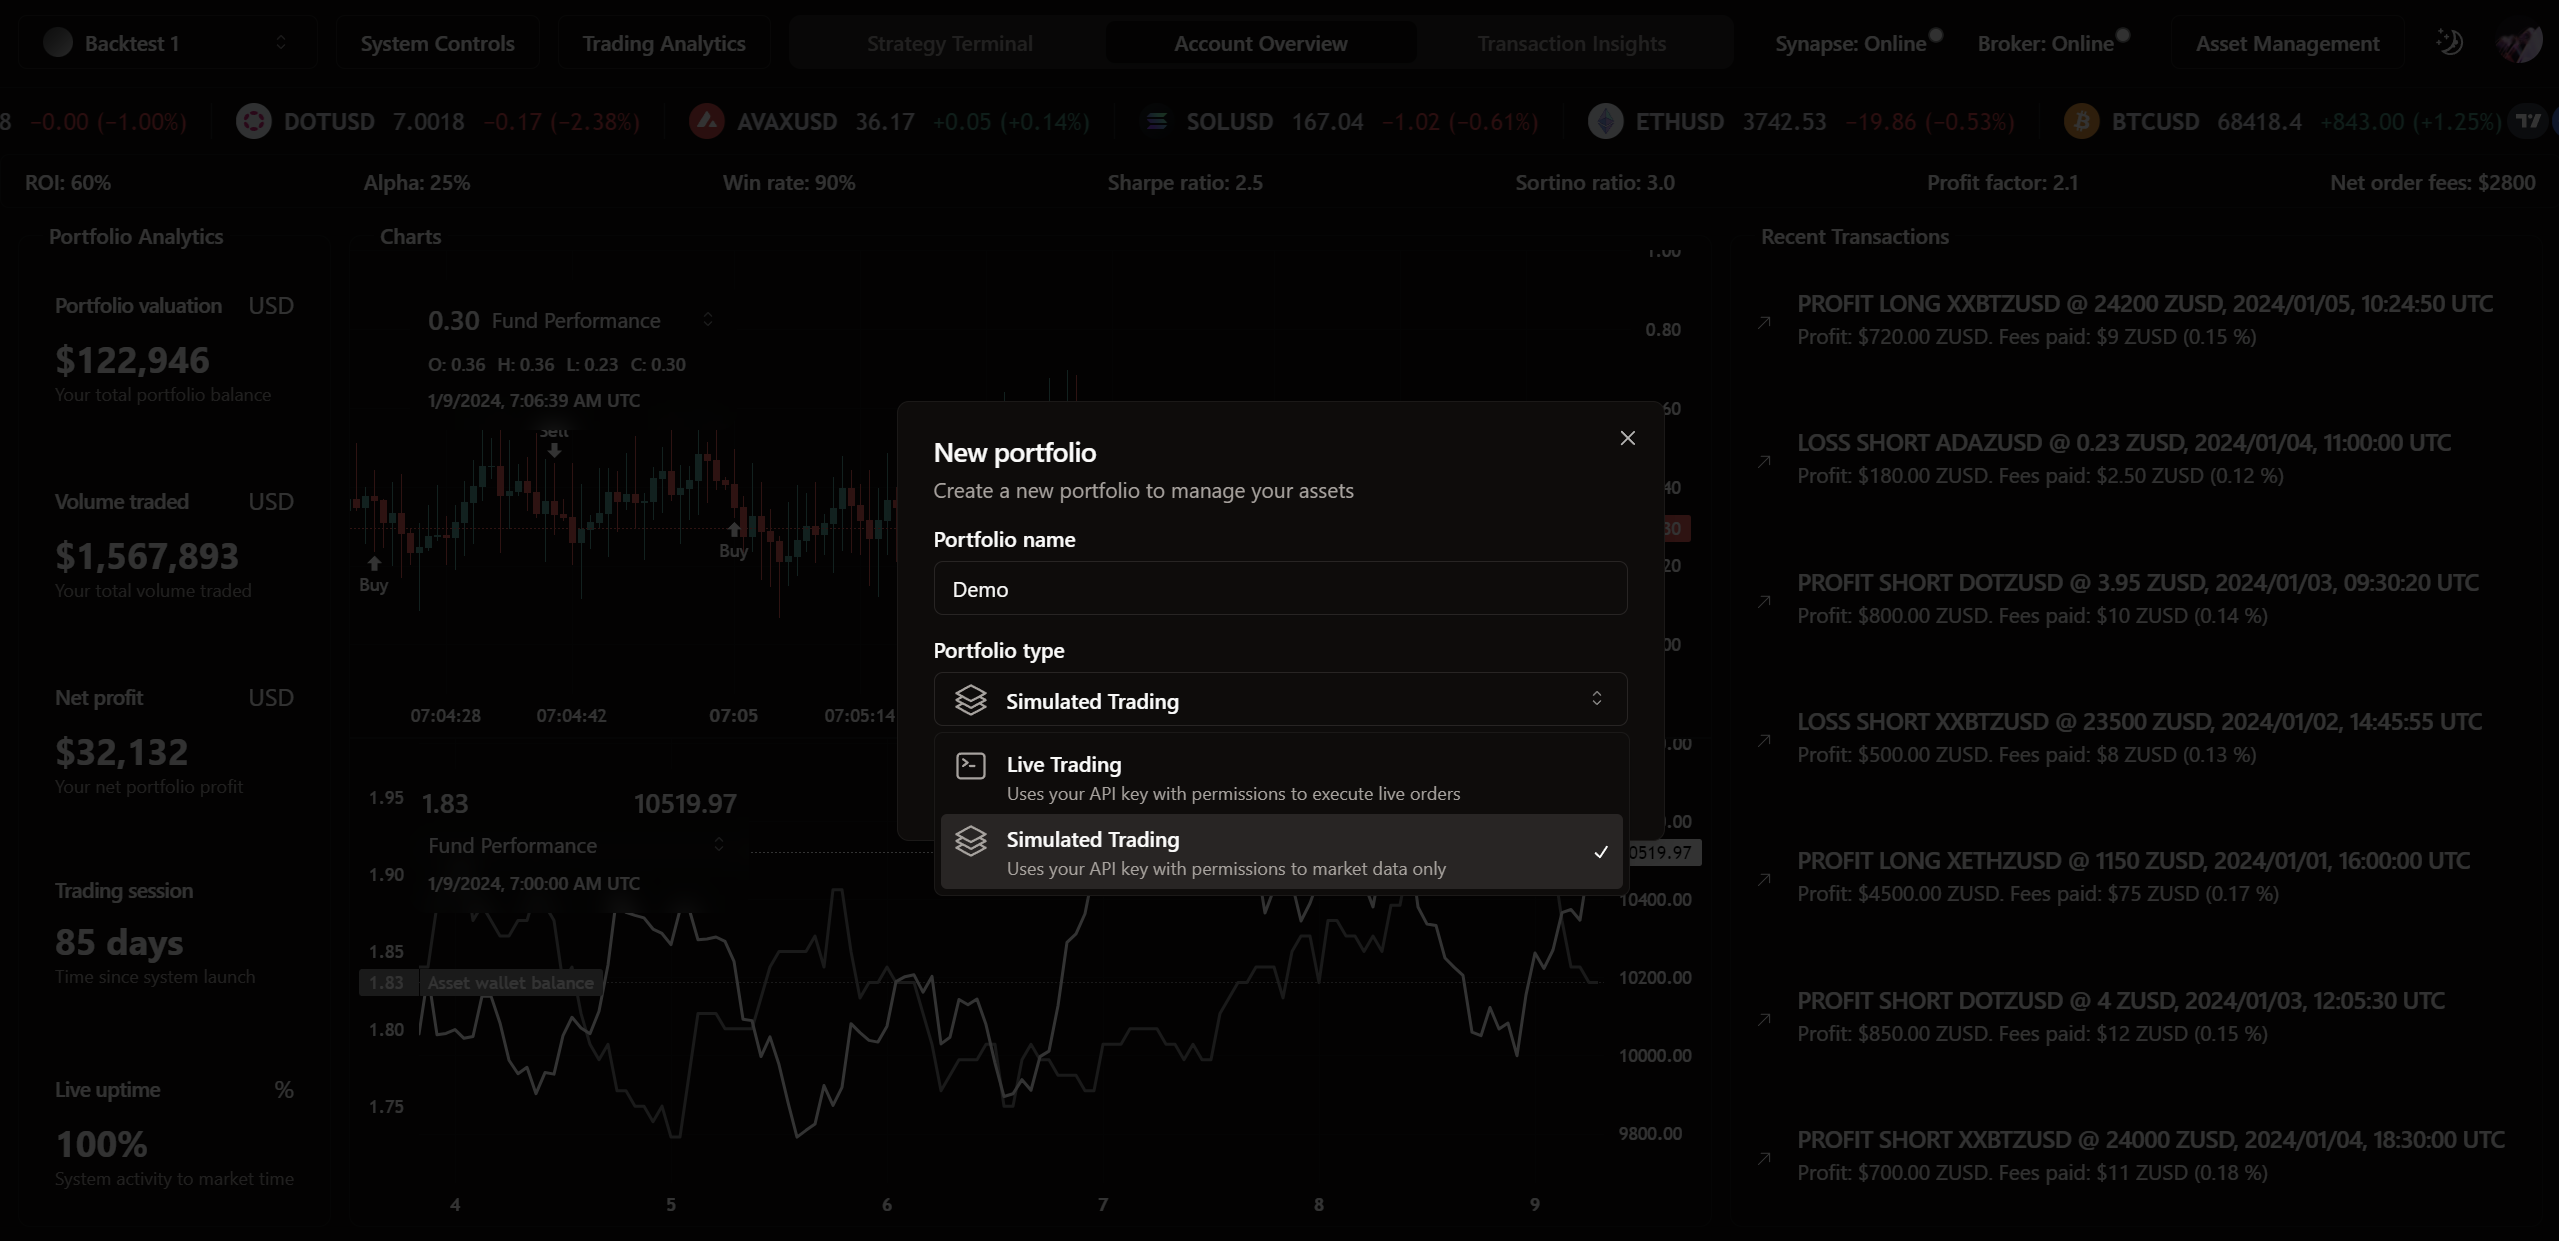 Backtest 1
System Controls
Trading Analytics
Strategy Terminal
Account Overview
Transaction Insights
Synapse: Online
Broker: Online
Asset Management
8 −0.00 (−1.00%)
DOTUSD 7.0018 −0.17 (−2.38%)
AVAXUSD 36.17 +0.05 (+0.14%)
SOLUSD 167.04 −1.02 (−0.61%)
ETHUSD 3742.53 −19.86 (−0.53%)
BTCUSD 68418.4 +843.00 (+1.25%)
ROI: 60%
Alpha: 25%
Win rate: 90%
Sharpe ratio: 2.5
Sortino ratio: 3.0
Profit factor: 2.1
Net order fees: $2800
Portfolio Analytics
Portfolio valuation USD
$122,946
Your total portfolio balance
Volume traded USD
$1,567,893
Your total volume traded
Net profit USD
$32,132
Your net portfolio profit
Trading session
85 days
Time since system launch
Live uptime %
100%
System activity to market time
Charts
0.30 Fund Performance
O: 0.36 H: 0.36 L: 0.23 C: 0.30
1/9/2024, 7:06:39 AM UTC
Sell
Buy
Buy
1.00
0.80
60
40
30
20
00
07:04:28
07:04:42
07:05
07:05:14
New portfolio
Create a new portfolio to manage your assets
Portfolio name
Demo
Portfolio type
Simulated Trading
Live Trading
Uses your API key with permissions to execute live orders
Simulated Trading
Uses your API key with permissions to market data only
1.95
1.83
10519.97
Fund Performance
1/9/2024, 7:00:00 AM UTC
1.90
1.85
1.83
Asset wallet balance
1.80
1.75
.00
.00
0519.97
10400.00
10200.00
10000.00
9800.00
4
5
6
7
8
9
Recent Transactions
PROFIT LONG XXBTZUSD @ 24200 ZUSD, 2024/01/05, 10:24:50 UTC
Profit: $720.00 ZUSD. Fees paid: $9 ZUSD (0.15 %)
LOSS SHORT ADAZUSD @ 0.23 ZUSD, 2024/01/04, 11:00:00 UTC
Profit: $180.00 ZUSD. Fees paid: $2.50 ZUSD (0.12 %)
PROFIT SHORT DOTZUSD @ 3.95 ZUSD, 2024/01/03, 09:30:20 UTC
Profit: $800.00 ZUSD. Fees paid: $10 ZUSD (0.14 %)
LOSS SHORT XXBTZUSD @ 23500 ZUSD, 2024/01/02, 14:45:55 UTC
Profit: $500.00 ZUSD. Fees paid: $8 ZUSD (0.13 %)
PROFIT LONG XETHZUSD @ 1150 ZUSD, 2024/01/01, 16:00:00 UTC
Profit: $4500.00 ZUSD. Fees paid: $75 ZUSD (0.17 %)
PROFIT SHORT DOTZUSD @ 4 ZUSD, 2024/01/03, 12:05:30 UTC
Profit: $850.00 ZUSD. Fees paid: $12 ZUSD (0.15 %)
PROFIT SHORT XXBTZUSD @ 24000 ZUSD, 2024/01/04, 18:30:00 UTC
Profit: $700.00 ZUSD. Fees paid: $11 ZUSD (0.18 %)